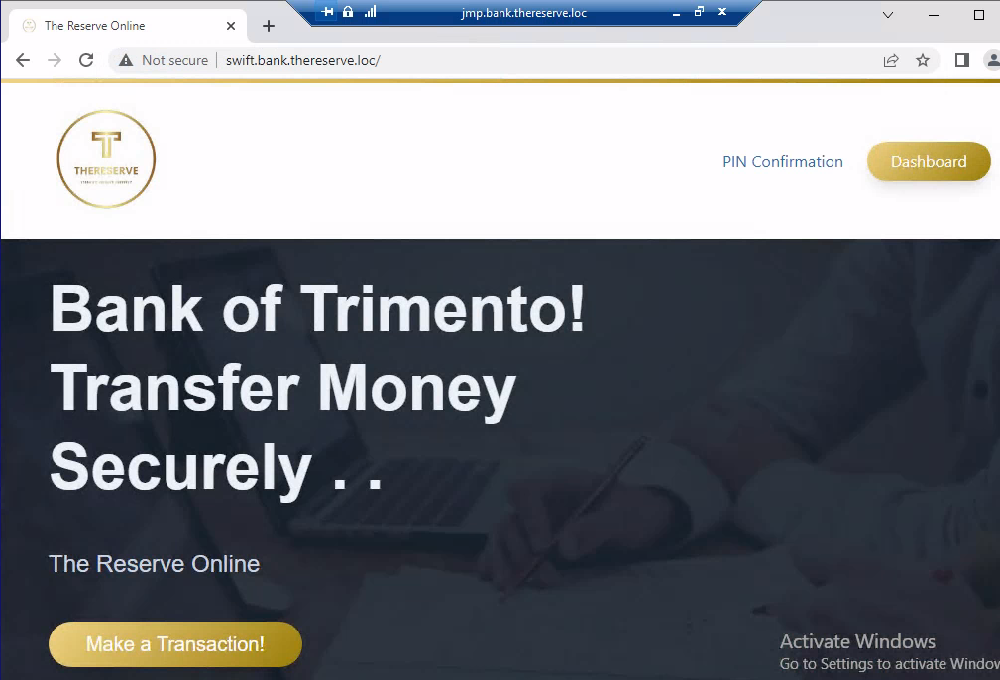 jmp.bank.thereserve.loc
The Reserve Online
Not secure
swift.bank.thereserve.loc/
T
THERESERVE
PIN Confirmation
Dashboard
Bank of Trimento!
Transfer Money
Securely . .
The Reserve Online
Make a Transaction!
Activate Windows
Go to Settings to activate Window